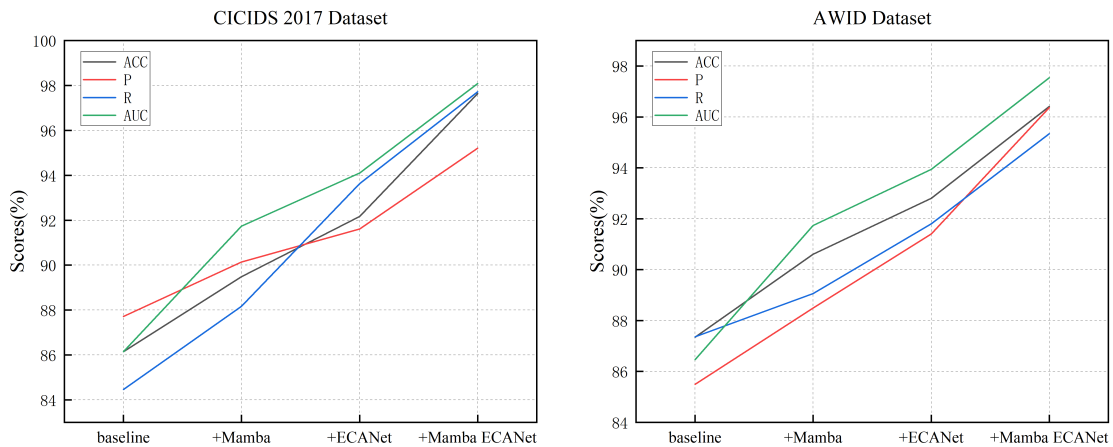 CICIDS 2017 Dataset
Scores(%)
100
98
96
94
92
90
88
86
84
ACC
P
R
AUC
baseline
+Mamba
+ECANet
+Mamba ECANet
AWID Dataset
Scores(%)
98
96
94
92
90
88
86
84
ACC
P
R
AUC
baseline
+Mamba
+ECANet
+Mamba ECANet